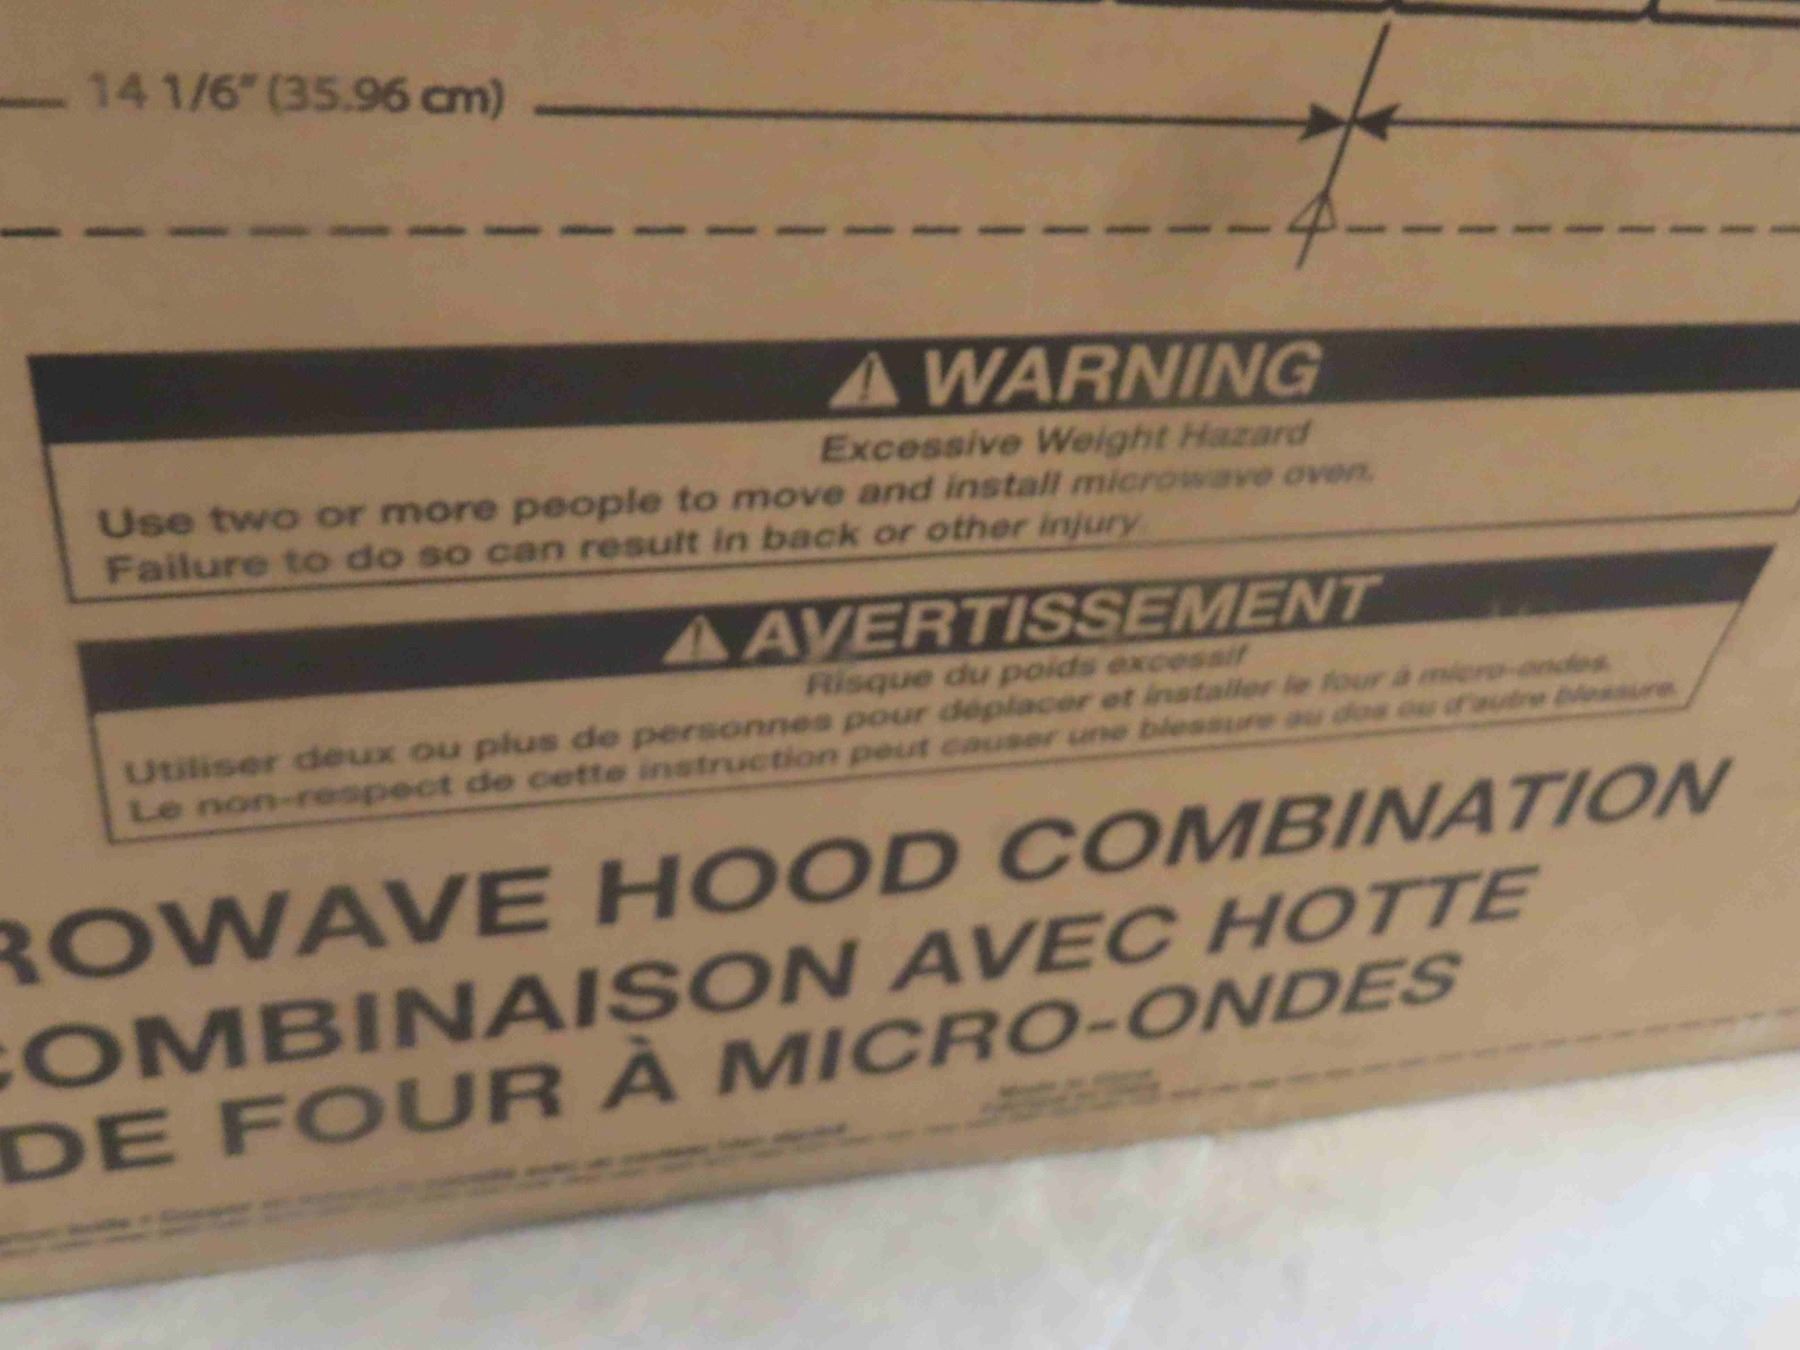 14 1/6" (35.96 cm)
WARNING
Excessive Weight Hazard
Use two or more people to move and install microwave oven.
Failure to do so can result in back or other injury.
AVERTISSEMENT
Risque du poids excessif
Utiliser deux ou plus de personnes pour déplacer et installer le four à micro-ondes.
Le non-respect de cette instruction peut causer une blessure au dos ou d'autre blessure.
ROWAVE HOOD COMBINATION
COMBINAISON AVEC HOTTE
DE FOUR À MICRO-ONDES
Made in China